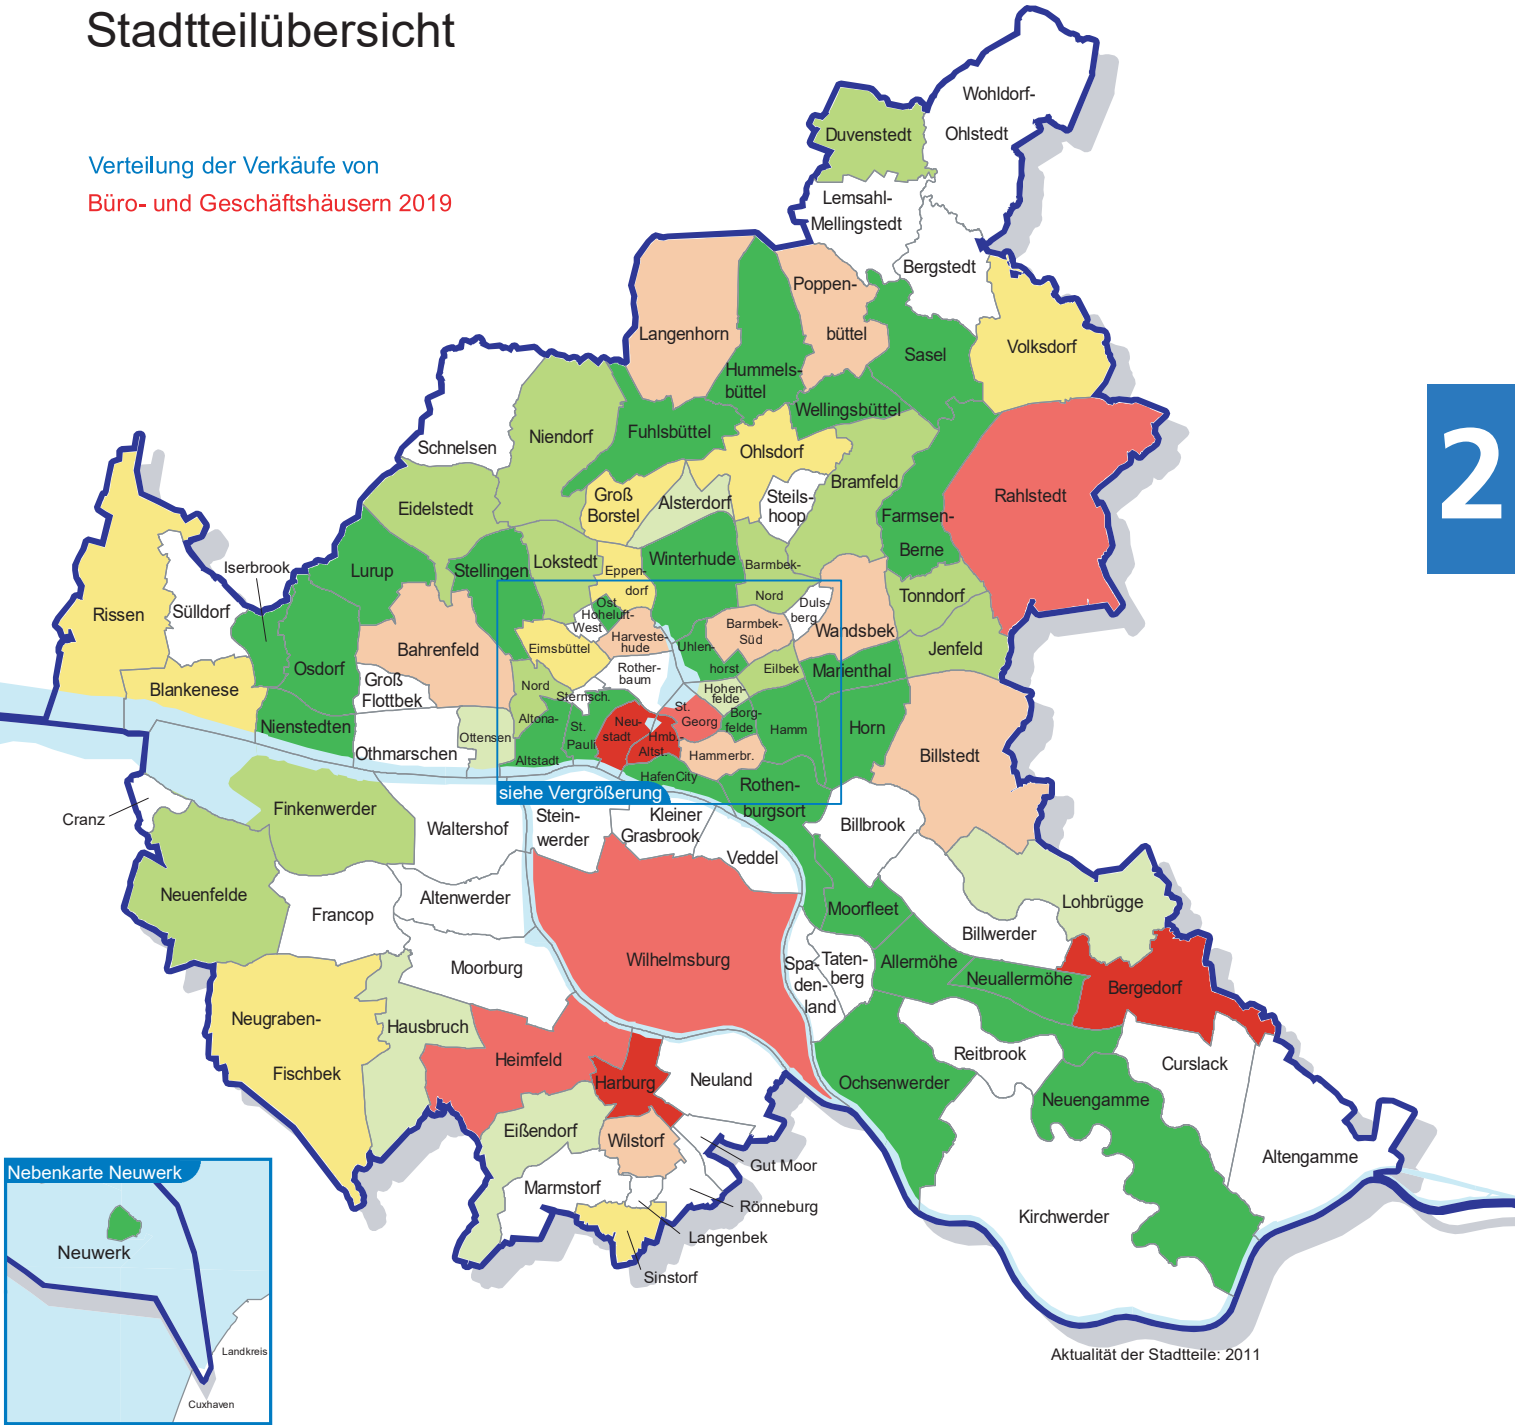 Stadtteilübersicht
Verteilung der Verkäufe von
Büro- und Geschäftshäusern 2019
2
Wohldorf-
Ohlstedt
Duvenstedt
Lemsahl-
Mellingstedt
Bergstedt
Poppen-
büttel
Langenhorn
Hummels-
büttel
Sasel
Volksdorf
Wellingsbüttel
Schnelsen
Niendorf
Fuhlsbüttel
Ohlsdorf
Bramfeld
Rahlstedt
Groß
Borstel
Alsterdorf
Steils-
hoop
Farmsen-
Berne
Eidelstedt
Lurup
Stellingen
Lokstedt
Eppen-
dorf
Winterhude
Barmbek-
Nord
Duls-
berg
Tonndorf
Iserbrook
Rissen
Sülldorf
Ost
Hoheluft-
West
Harveste-
hude
Barmbek-
Süd
Wandsbek
Jenfeld
Osdorf
Bahrenfeld
Eimsbüttel
Uhlen-
horst
Eilbek
Marienthal
Blankenese
Groß
Flottbek
Rother-
baum
Nord
Sternsch.
Hohen-
felde
Nienstedten
Othmarschen
Ottensen
Altona-
Altstadt
St.
Pauli
Neu-
stadt
Hmb.-
Altst.
St.
Georg
Borg-
felde
Hamm
Horn
Billstedt
Hammerbr.
HafenCity
siehe Vergrößerung
Rothen-
burgsort
Cranz
Finkenwerder
Waltershof
Stein-
werder
Kleiner
Grasbrook
Veddel
Billbrook
Neuenfelde
Francop
Altenwerder
Moorfleet
Lohbrügge
Billwerder
Moorburg
Wilhelmsburg
Spa-
den-
land
Taten-
berg
Allermöhe
Neuallermöhe
Bergedorf
Neugraben-
Fischbek
Hausbruch
Heimfeld
Harburg
Neuland
Ochsenwerder
Reitbrook
Curslack
Neuengamme
Eißendorf
Wilstorf
Gut Moor
Altengamme
Marmstorf
Rönneburg
Langenbek
Sinstorf
Kirchwerder
Nebenkarte Neuwerk
Neuwerk
Landkreis
Cuxhaven
Aktualität der Stadtteile: 2011